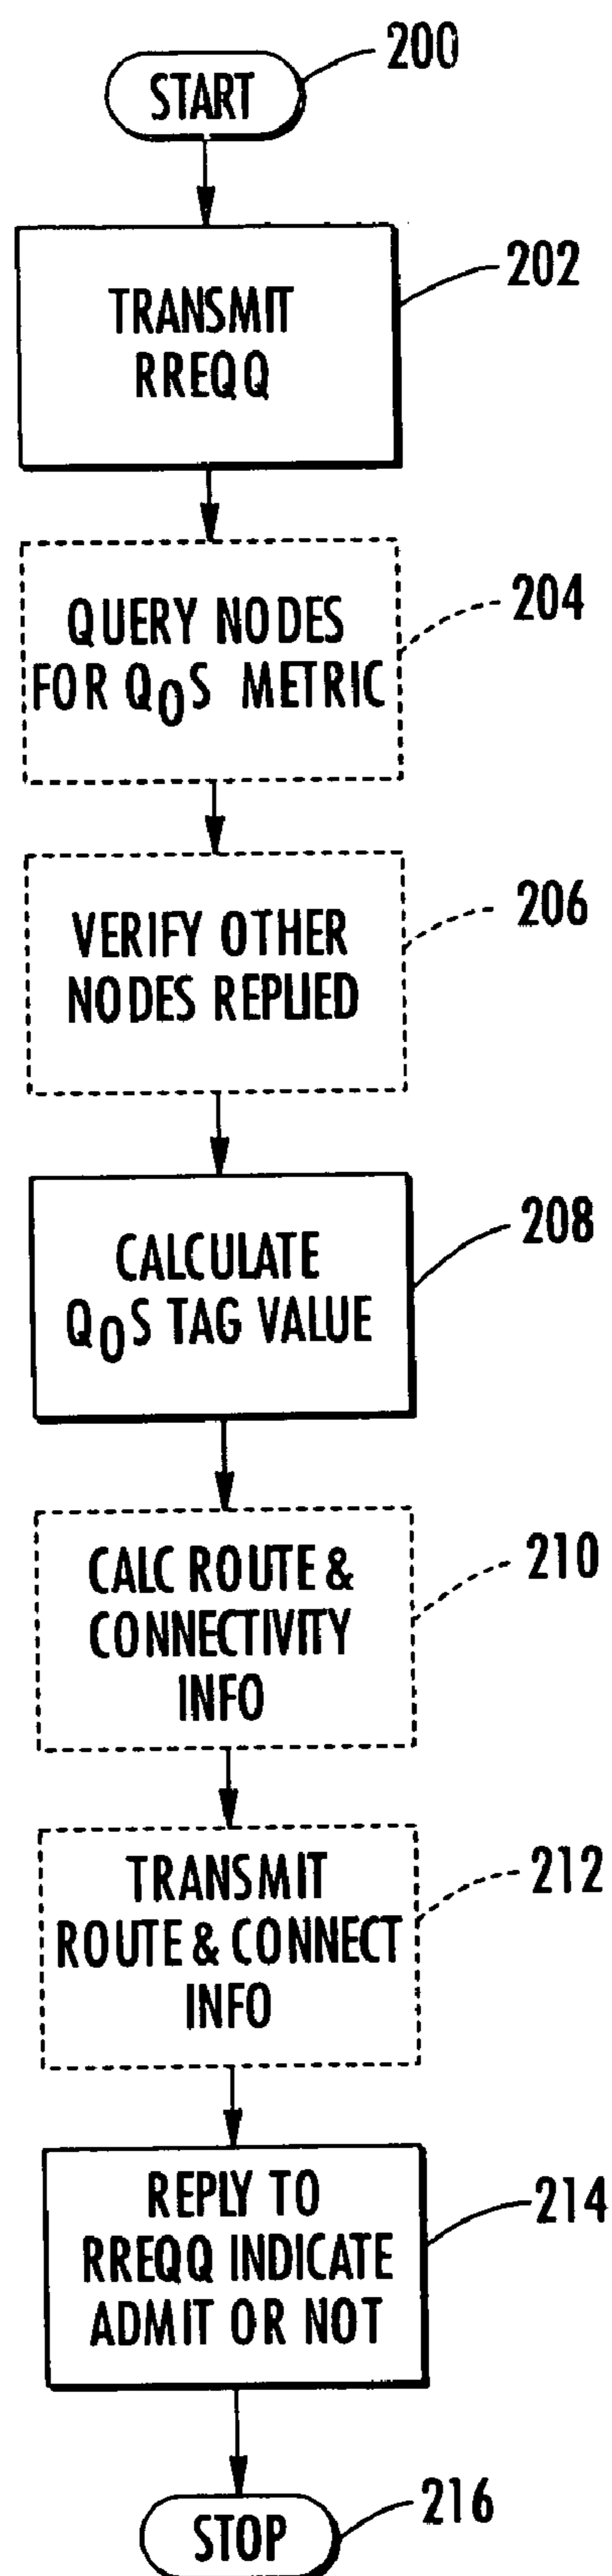 START
200
TRANSMIT
RREQQ
202
QUERY NODES
FOR QOS METRIC
204
VERIFY OTHER
NODES REPLIED
206
CALCULATE
QOS TAG VALUE
208
CALC ROUTE &
CONNECTIVITY
INFO
210
TRANSMIT
ROUTE & CONNECT
INFO
212
REPLY TO
RREQQ INDICATE
ADMIT OR NOT
214
STOP
216